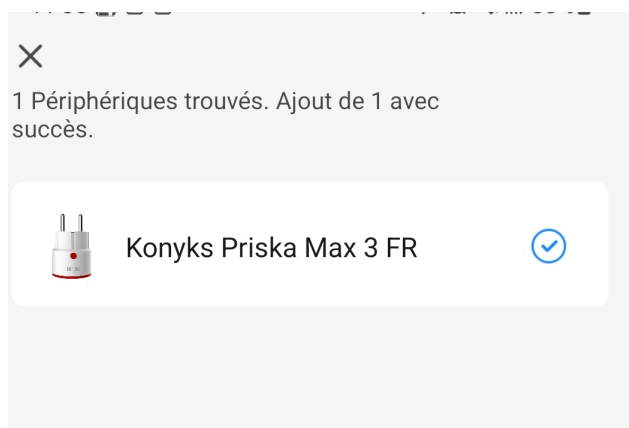 1 Périphériques trouvés. Ajout de 1 avec
succès.
Konyks Priska Max 3 FR